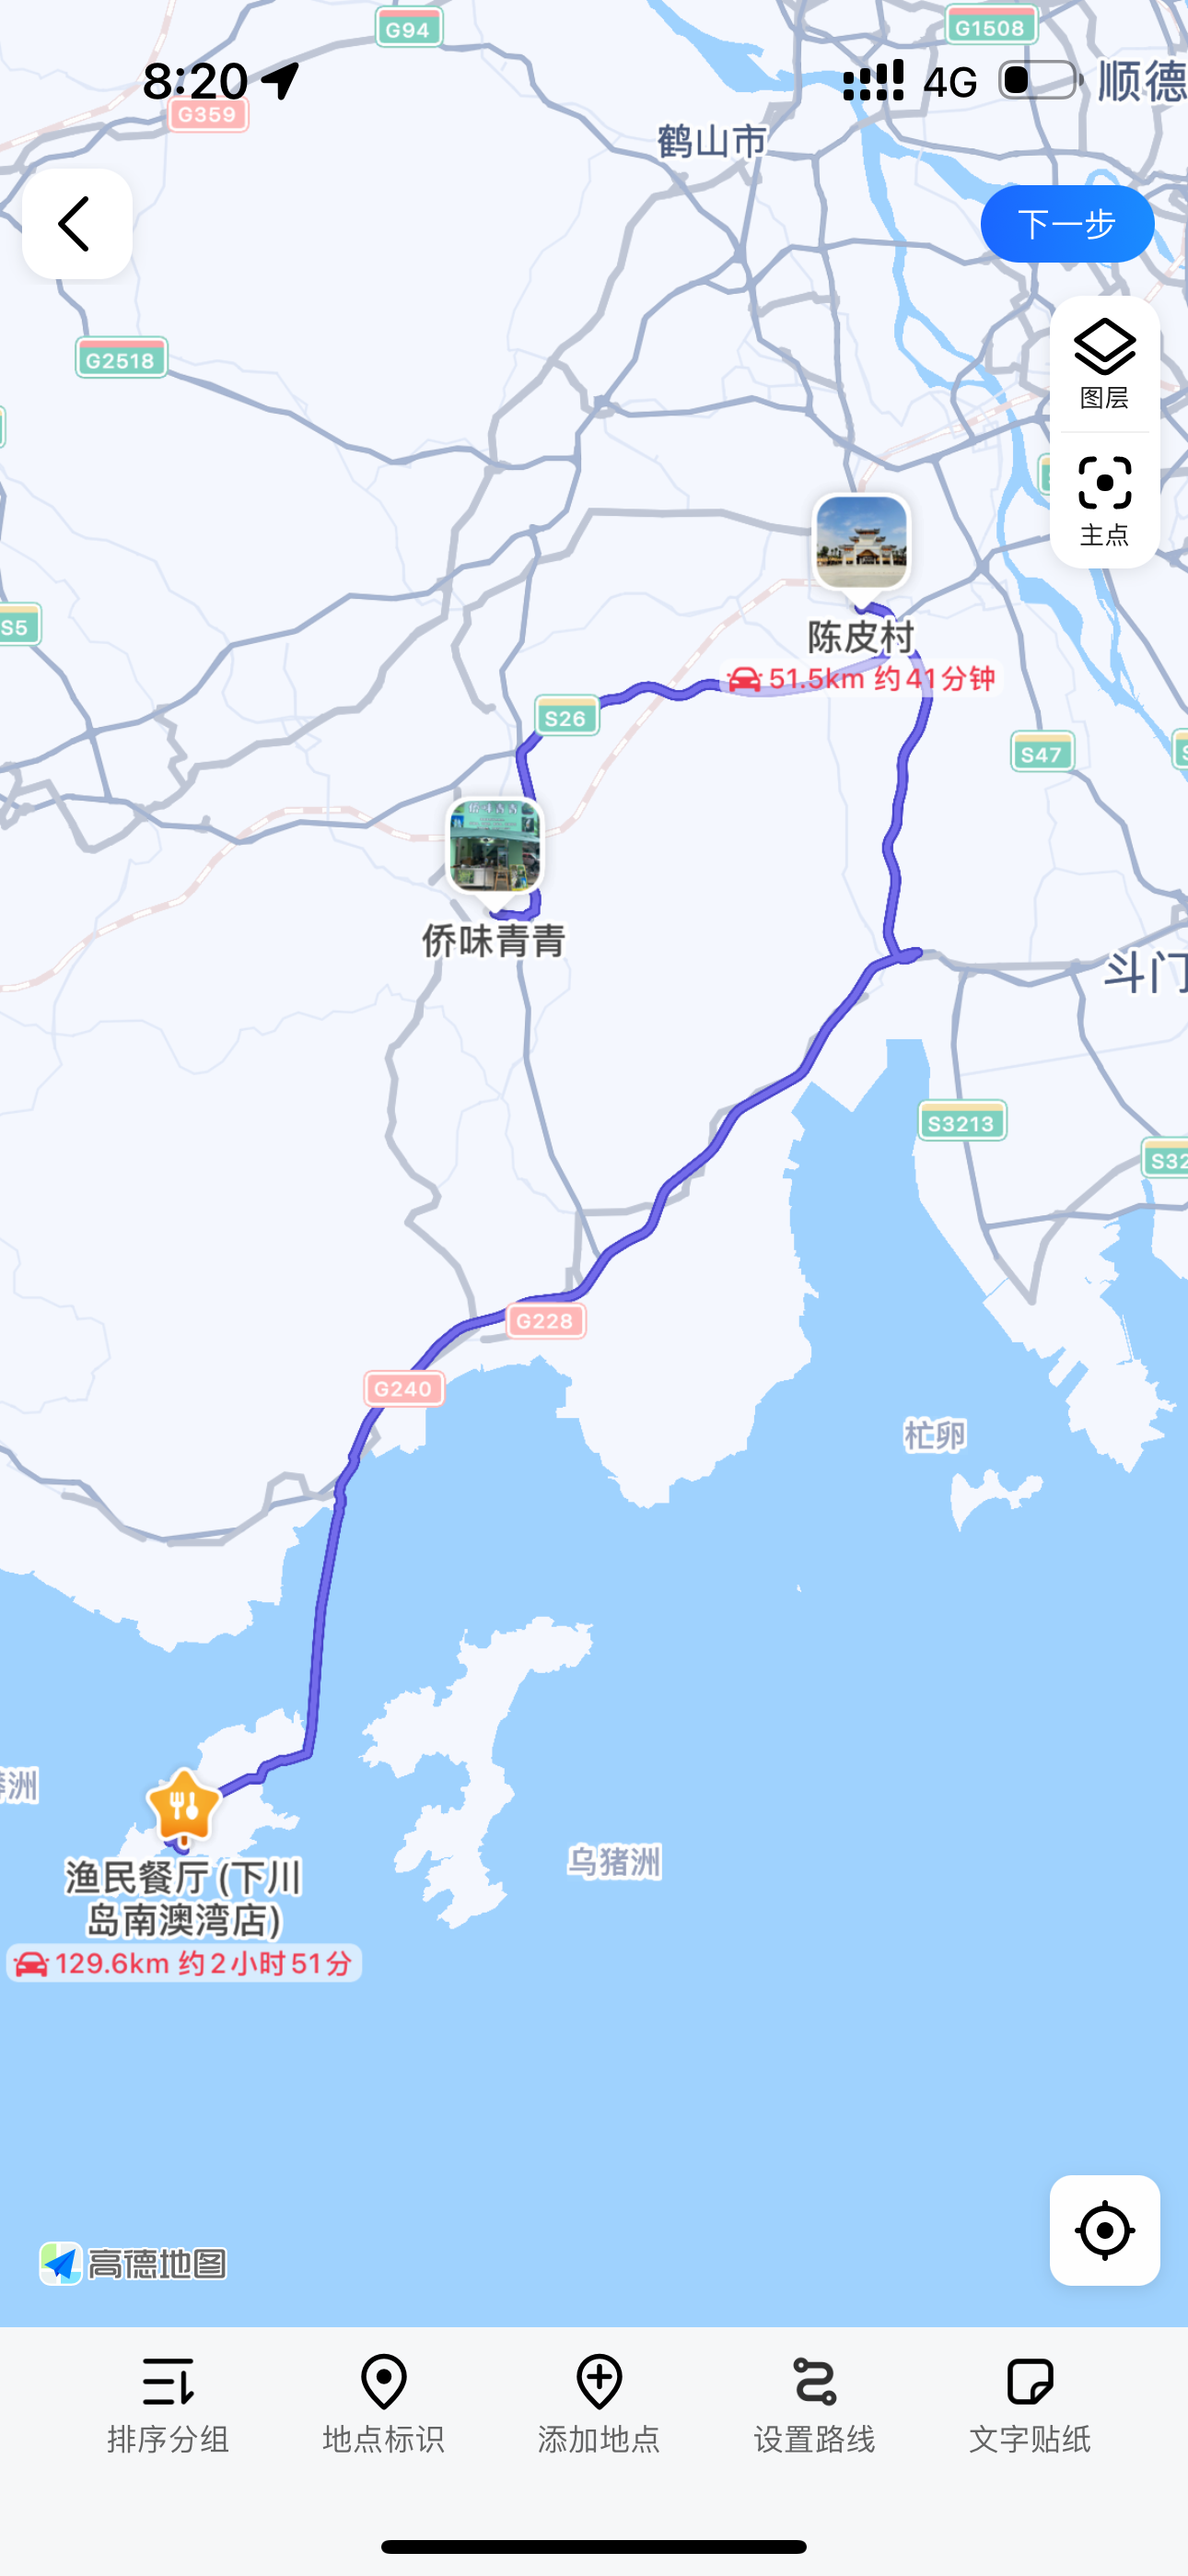 G94
G1508
8:20
4G
顺德
G359
鹤山市
下一步
G2518
图层
主点
S5
陈皮村
51.5km 约41分钟
S26
S47
侨味青青
斗门
S3213
S32
G228
G240
杧卵
洲
乌猪洲
渔民餐厅 (下川
岛南澳湾店)
129.6km 约2小时51分
高德地图
排序分组
地点标识
添加地点
设置路线
文字贴纸